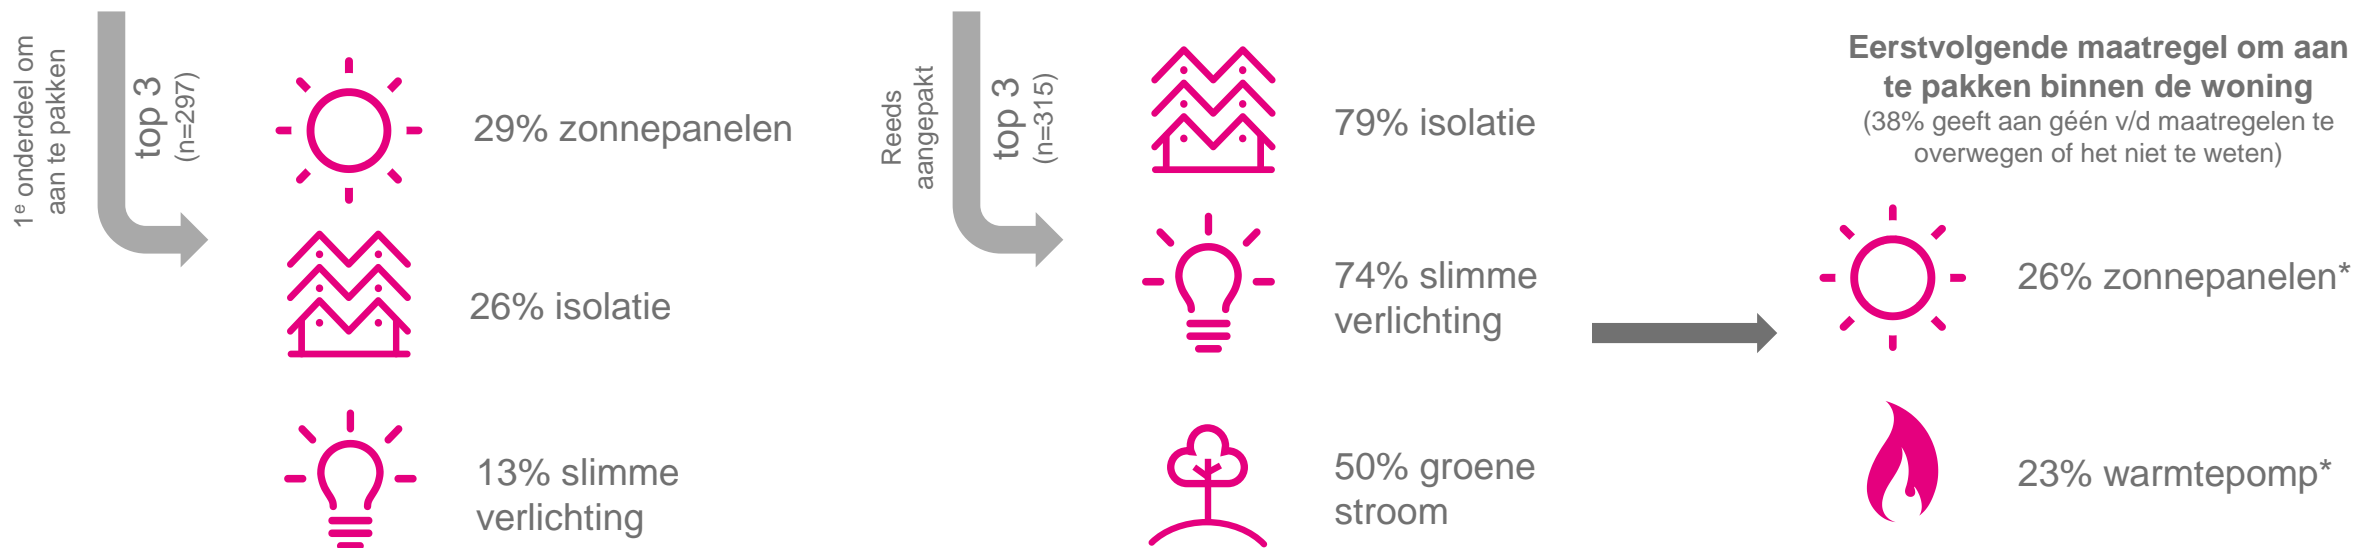 1e onderdeel om
aan te pakken
top 3
(n=297)
29% zonnepanelen
26% isolatie
13% slimme
verlichting
Reeds
aangepakt
top 3
(n=315)
79% isolatie
74% slimme
verlichting
50% groene
stroom
Eerstvolgende maatregel om aan
te pakken binnen de woning
(38% geeft aan géén v/d maatregelen te
overwegen of het niet te weten)
26% zonnepanelen*
23% warmtepomp*